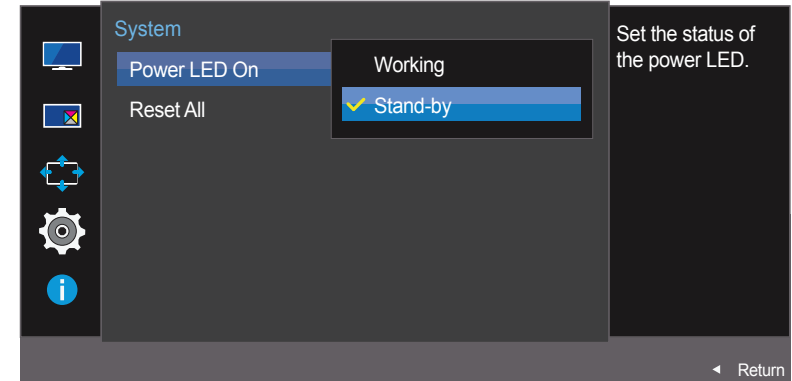 System
Power LED On
Working
Stand-by
Reset All
Set the status of
the power LED.
i
Return